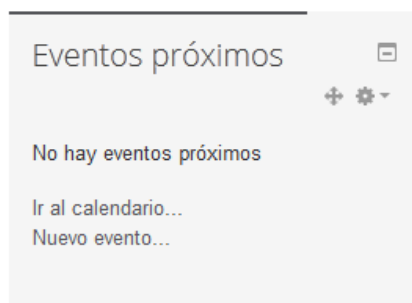 Eventos próximos
No hay eventos próximos
Ir al calendario...
Nuevo evento...